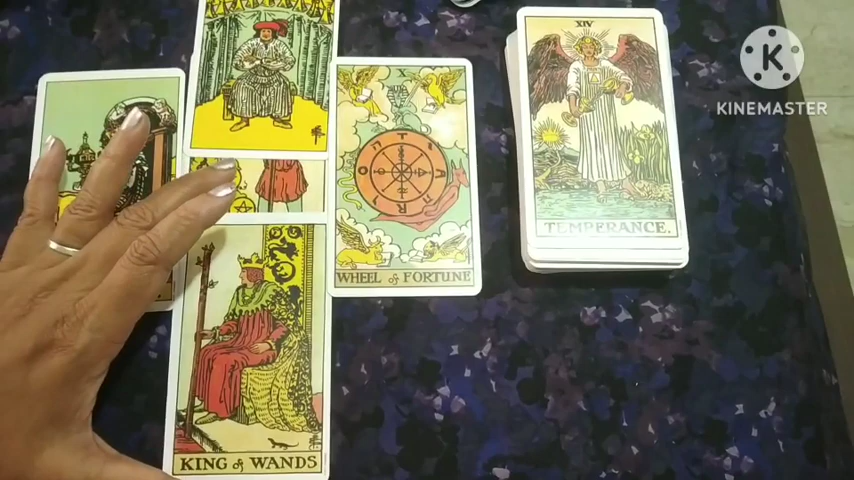 XIV
K
KINEMASTER
X
T
A
R
O
TEMPERANCE.
WHEEL of FORTUNE.
KING of WANDS.